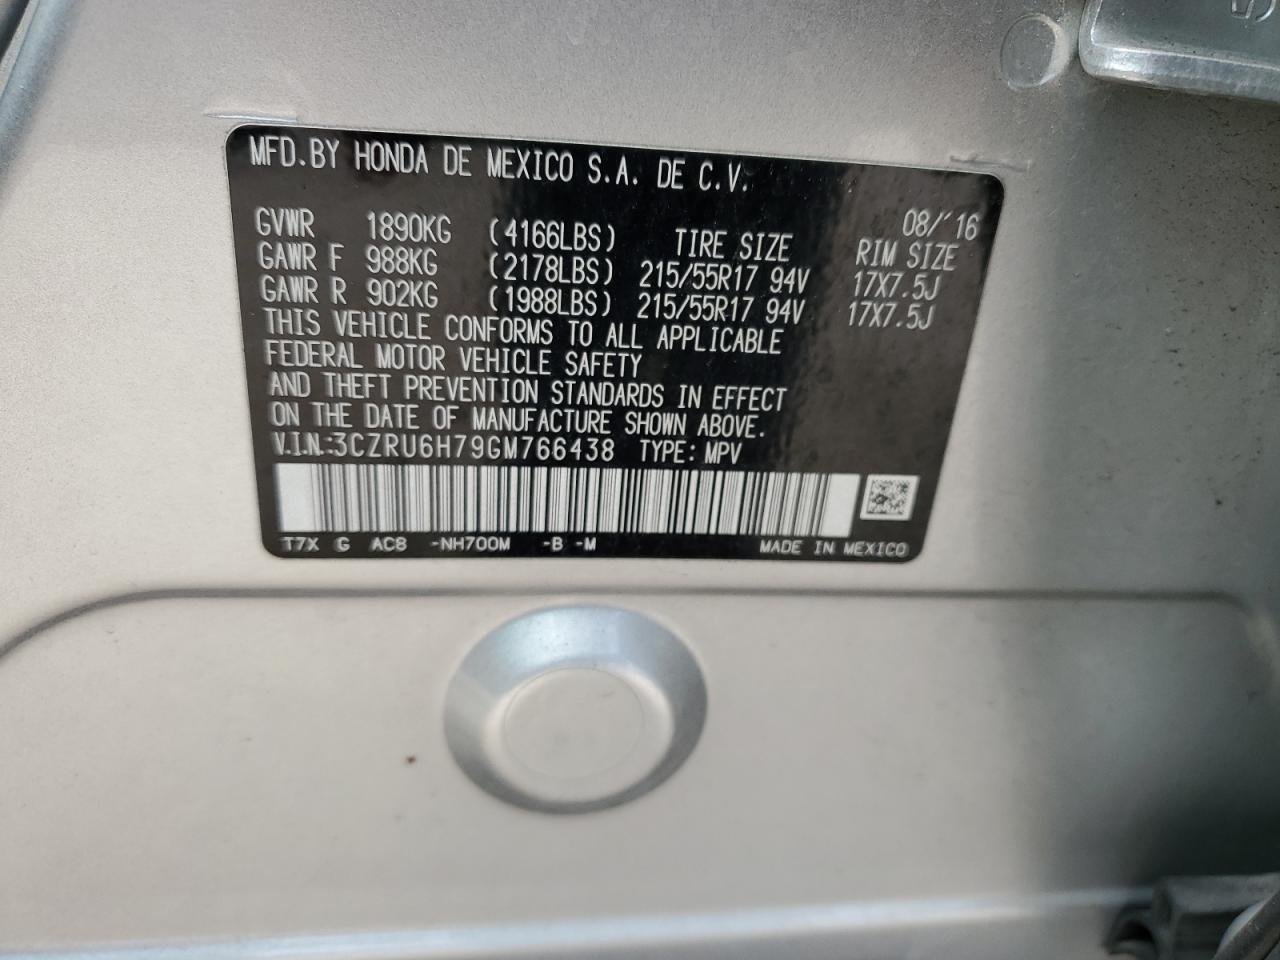 MFD.BY HONDA DE MEXICO S.A. DE C.V.
08/'16
GVWR 1890KG (4166LBS) TIRE SIZE RIM SIZE
GAWR F 988KG (2178LBS) 215/55R17 94V 17X7.5J
GAWR R 902KG (1988LBS) 215/55R17 94V 17X7.5J
THIS VEHICLE CONFORMS TO ALL APPLICABLE
FEDERAL MOTOR VEHICLE SAFETY
AND THEFT PREVENTION STANDARDS IN EFFECT
ON THE DATE OF MANUFACTURE SHOWN ABOVE.
V.I.N.:3CZRU6H79GM766438 TYPE: MPV
T7X G AC8 -NH700M -B -M MADE IN MEXICO